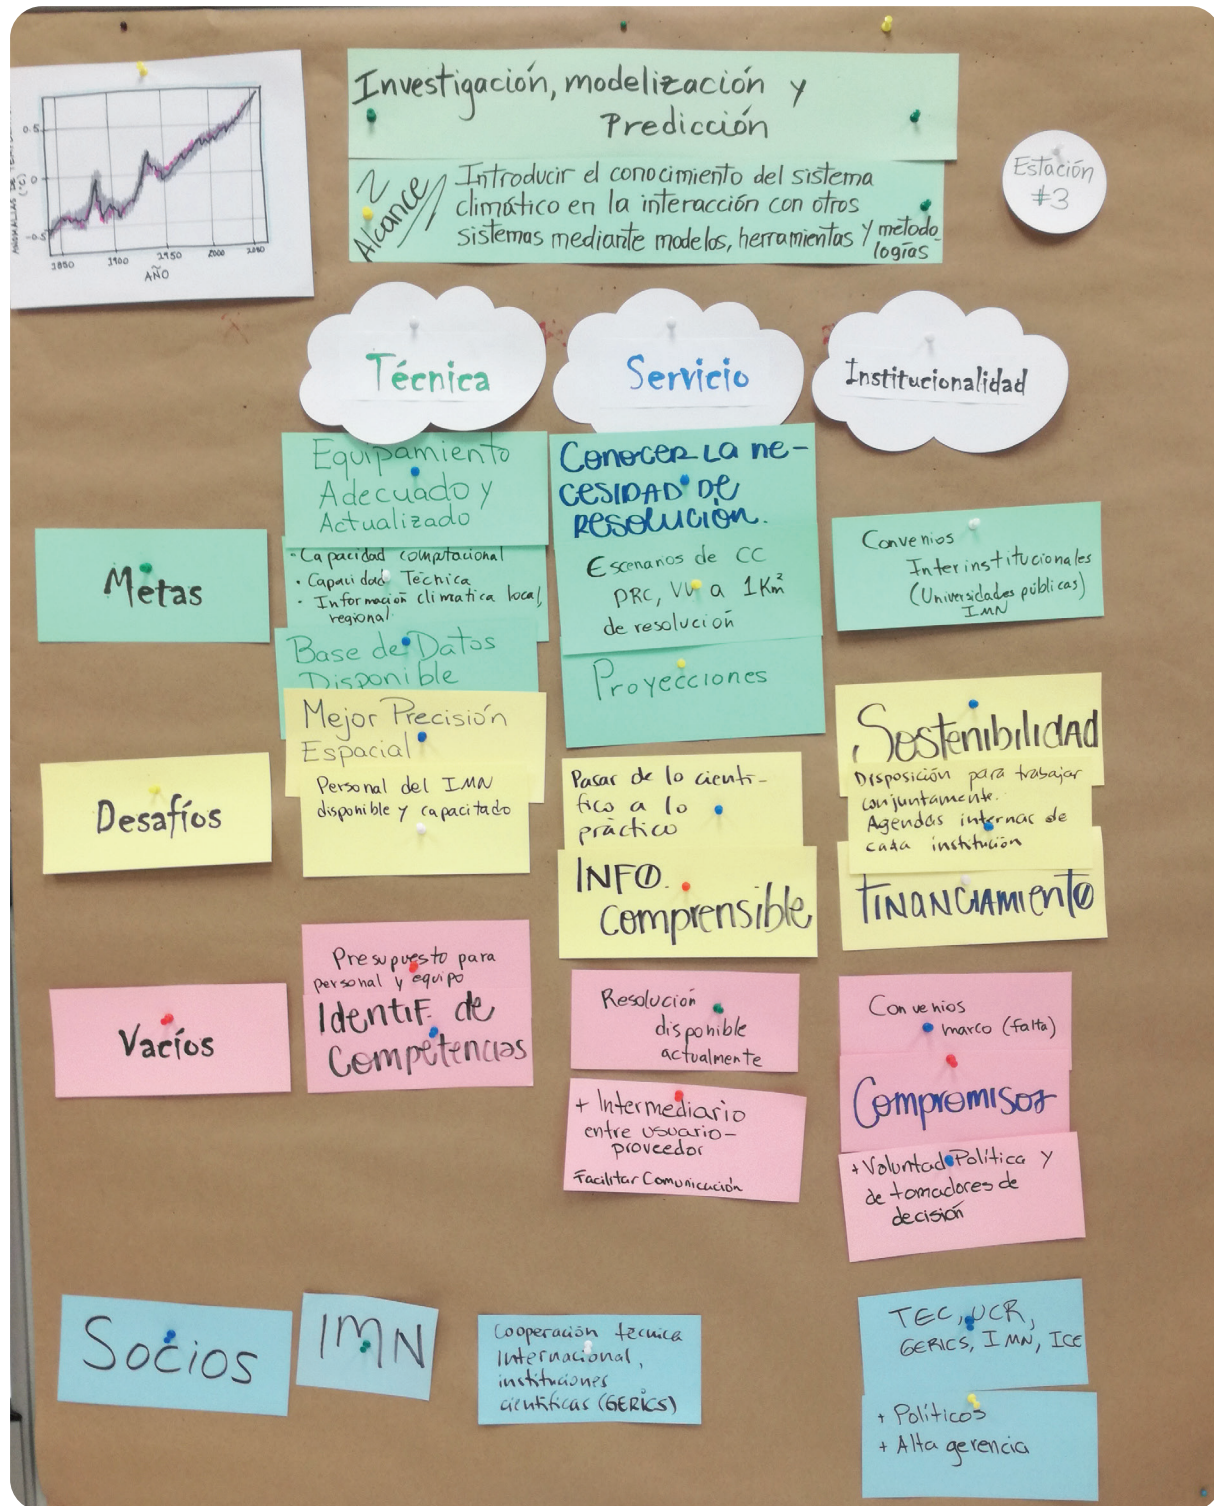 0.5
0
-0.5
(°C)
1850
1900
1950
2000
AÑO
Investigación, modelización y
Predicción
Alcance
Introducir el conocimiento del sistema
climático en la interacción con otros
sistemas mediante modelos, herramientas y metodo
logías
Estación
#3
Técnica
Servicio
Institucionalidad
Metas
Equipamiento
Adecuado y
Actualizado
• Capacidad computacional
• Capacidad Técnica
• Información climatica local,
regional
Base de Datos
Disponible
Conocer la ne-
cesidad de
resolución.
Escenarios de CC
PRC, VV a 1Km²
de resolución
Proyecciones
Convenios
Interinstitucionales
(Universidades públicas)
IMN
Desafíos
Mejor Precisión
Espacial
Personal del IMN
disponible y capacitado
Pasar de lo cientí-
fico a lo
práctico
INFO.
comprensible
Sostenibilidad
Disposición para trabajar
conjuntamente.
Agendas internas de
cada institución
Financiamiento
Vacíos
Presupuesto para
personal y equipo
Identif. de
Competencias
Resolución
disponible
actualmente
+ Intermediario
entre usuario-
proveedor
Facilitar Comunicación
Convenios
marco (falta)
Compromisos
+ Voluntad Política y
de tomadores de
decisión
Socios
IMN
Cooperación técnica
Internacional,
instituciones
científicas (GERICS)
TEC, UCR,
GERICS, IMN, ICE
+ Políticos
+ Alta gerencia